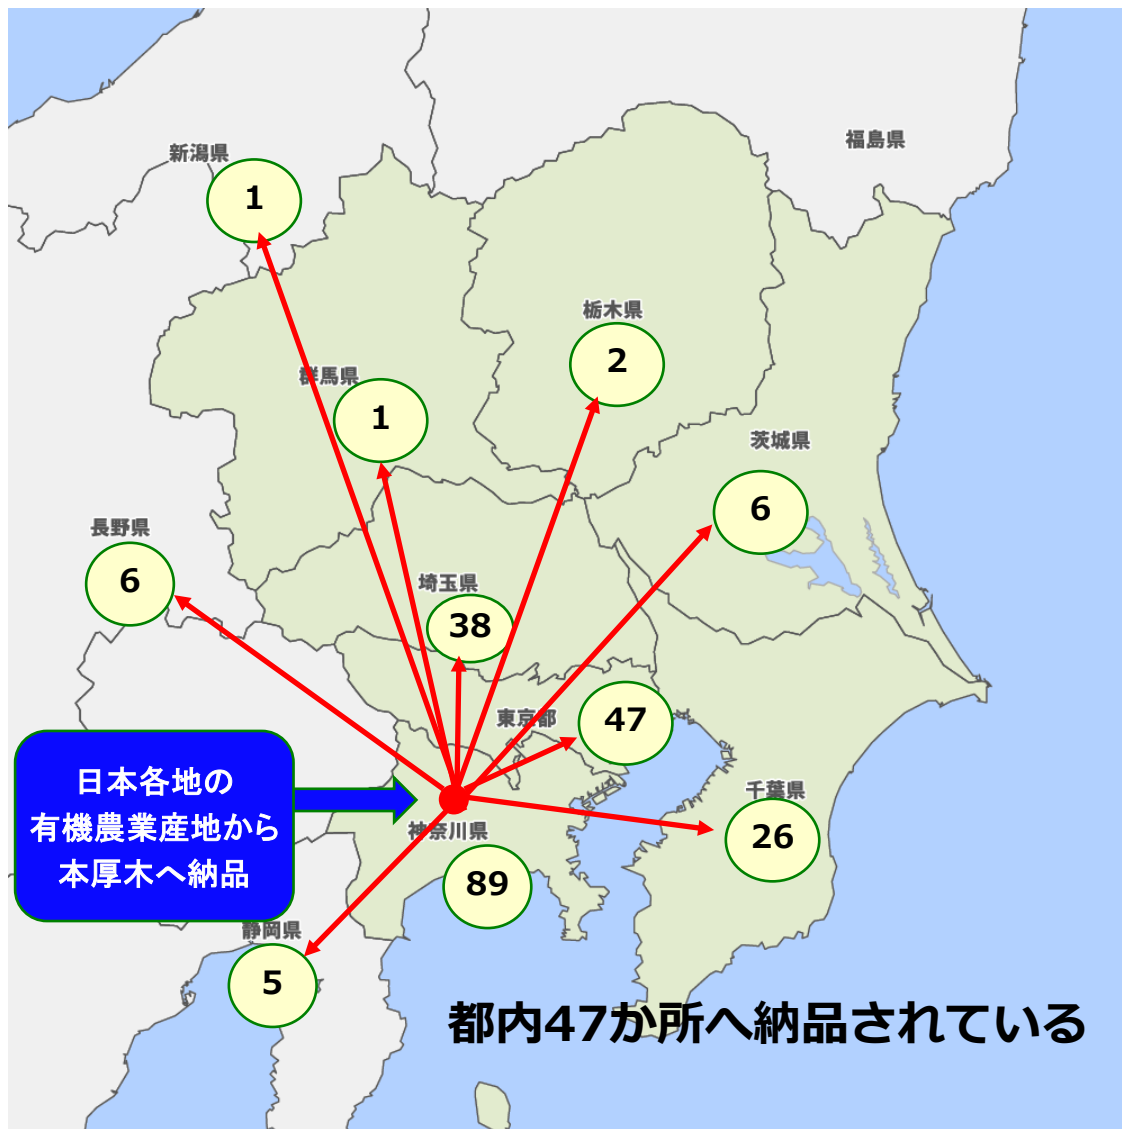 新潟県
1
福島県
栃木県
2
群馬県
1
茨城県
6
長野県
6
埼玉県
38
東京都
47
日本各地の
有機農業産地から
本厚木へ納品
神奈川県
89
千葉県
26
静岡県
5
都内47か所へ納品されている